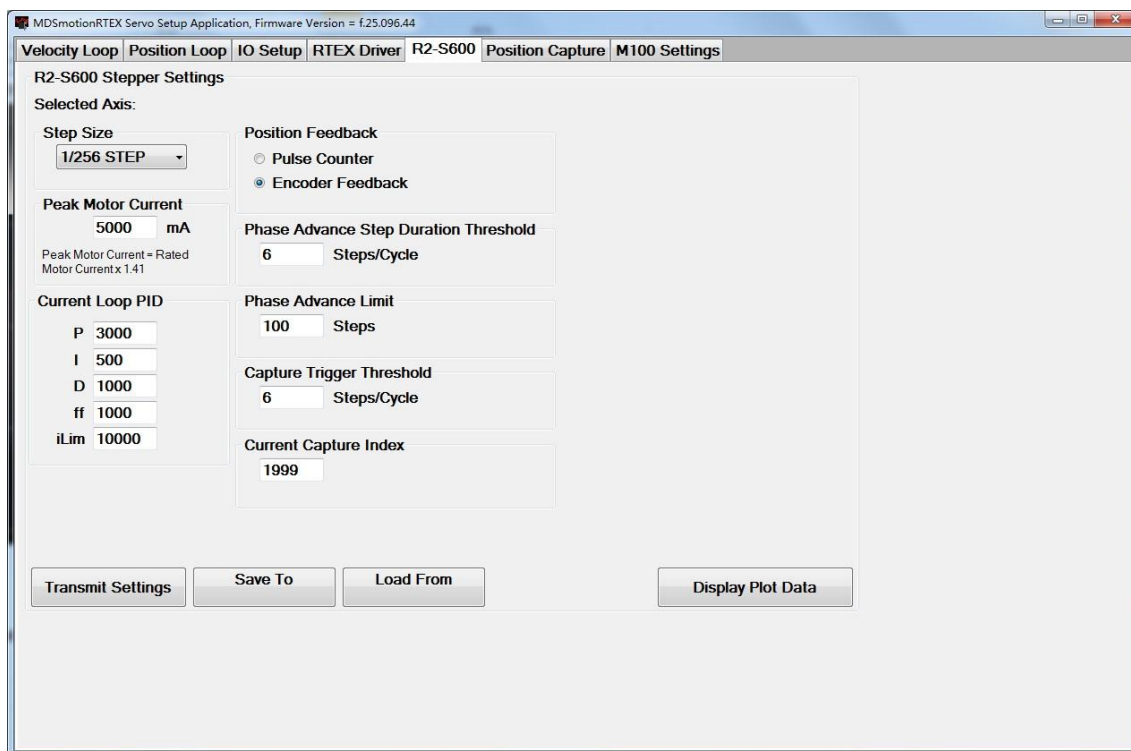 MDSmotionRTEX Servo Setup Application, Firmware Version = f.25.096.44
Velocity Loop Position Loop IO Setup RTEX Driver R2-S600 Position Capture M100 Settings
R2-S600 Stepper Settings
Selected Axis:
Step Size
1/256 STEP
Peak Motor Current
5000 mA
Peak Motor Current = Rated
Motor Current x 1.41
Current Loop PID
P 3000
I 500
D 1000
ff 1000
iLim 10000
Position Feedback
Pulse Counter
Encoder Feedback
Phase Advance Step Duration Threshold
6 Steps/Cycle
Phase Advance Limit
100 Steps
Capture Trigger Threshold
6 Steps/Cycle
Current Capture Index
1999
Transmit Settings Save To Load From Display Plot Data